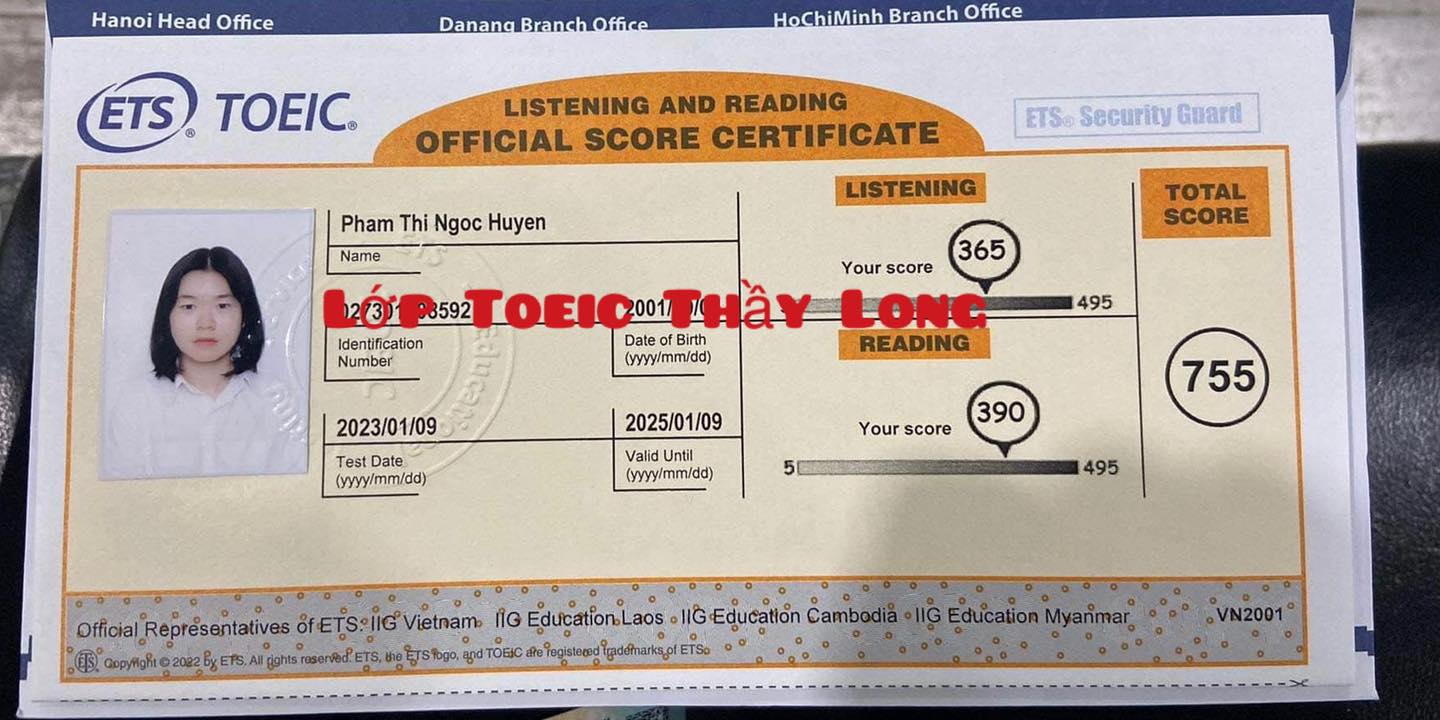 Hanoi Head Office
Danang Branch Office
HoChiMinh Branch Office
ETS® TOEIC®
LISTENING AND READING
OFFICIAL SCORE CERTIFICATE
ETS® Security Guard
Pham Thi Ngoc Huyen
Name
Lớp Toeic Thầy Long
Identification
Number
Date of Birth
(yyyy/mm/dd)
2023/01/09
Test Date
(yyyy/mm/dd)
2025/01/09
Valid Until
(yyyy/mm/dd)
LISTENING
Your score
365
495
READING
Your score
390
5
495
TOTAL
SCORE
755
Official Representatives of ETS: IIG Vietnam IIG Education Laos IIG Education Cambodia IIG Education Myanmar
VN2001
Copyright © 2022 by ETS. All rights reserved. ETS, the ETS logo, and TOEIC are registered trademarks of ETS.